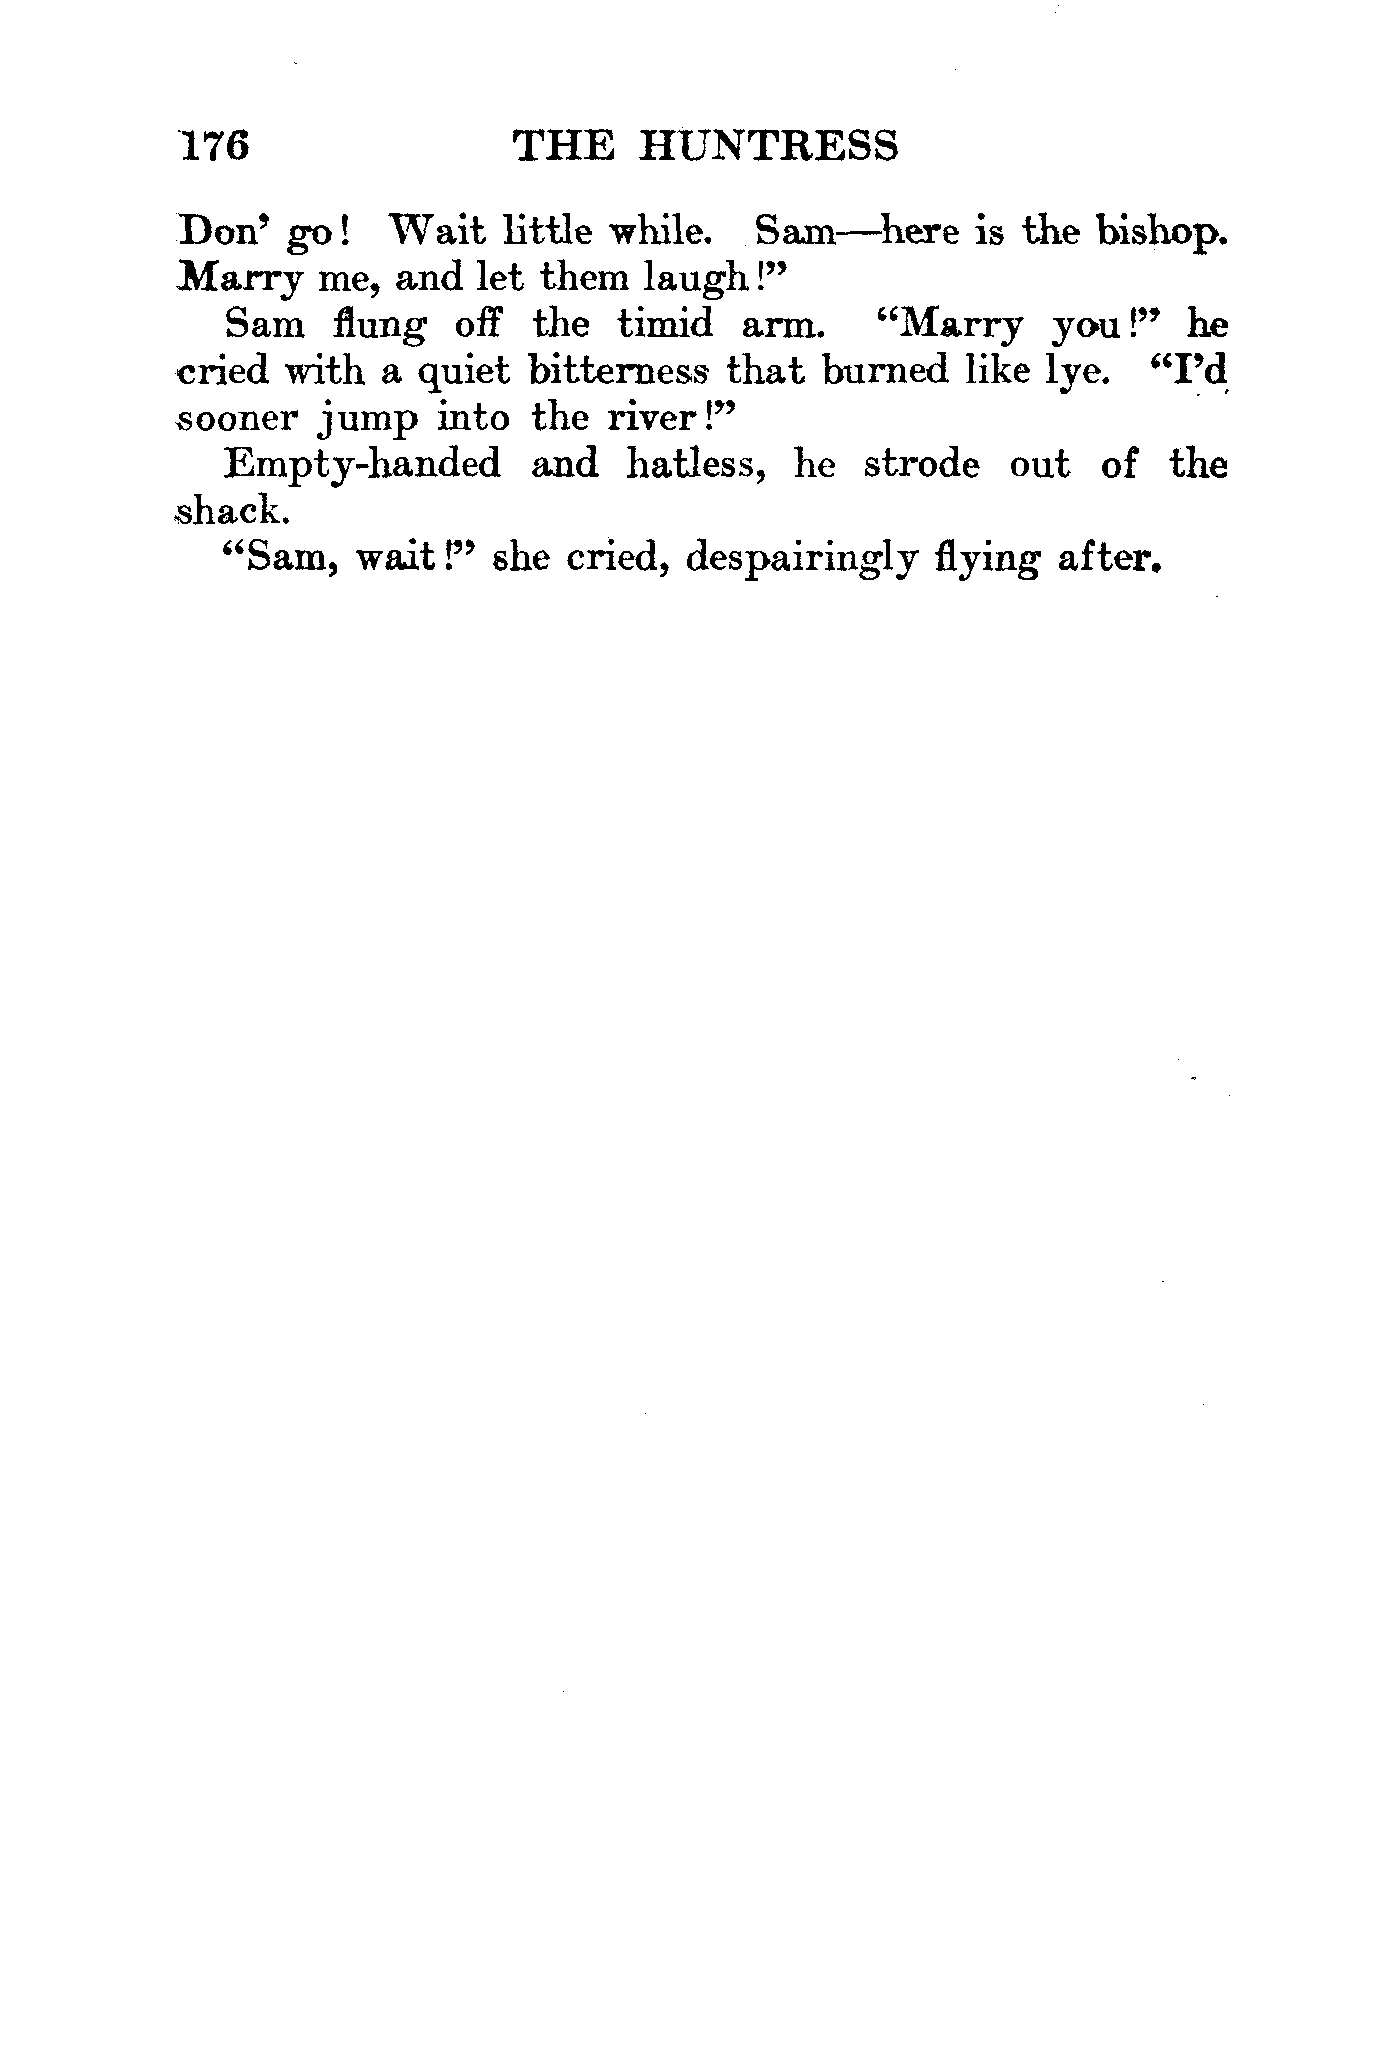 176 THE HUNTRESS
Don’ go! Wait little while. Sam—here is the bishop.
Marry me, and let them laugh!”
Sam flung off the timid arm. “Marry you!” he
cried with a quiet bitterness that burned like lye. “I’d
sooner jump into the river!”
Empty-handed and hatless, he strode out of the
shack.
“Sam, wait!” she cried, despairingly flying after.